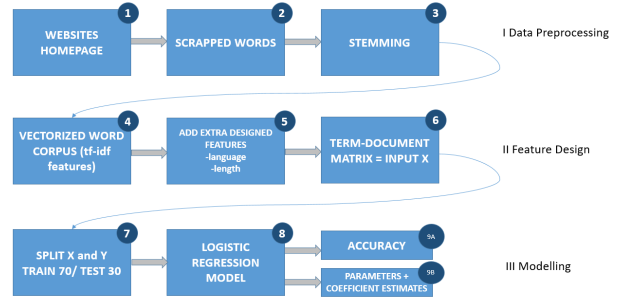 1
WEBSITES
HOMEPAGE
2
SCRAPPED WORDS
3
STEMMING
I Data Preprocessing
4
VECTORIZED WORD
CORPUS (tf-idf
features)
5
ADD EXTRA DESIGNED
FEATURES
-language
-length
6
TERM-DOCUMENT
MATRIX = INPUT X
II Feature Design
7
SPLIT X and Y
TRAIN 70/ TEST 30
8
LOGISTIC
REGRESSION
MODEL
9A
ACCURACY
9B
PARAMETERS +
COEFFICIENT ESTIMATES
III Modelling